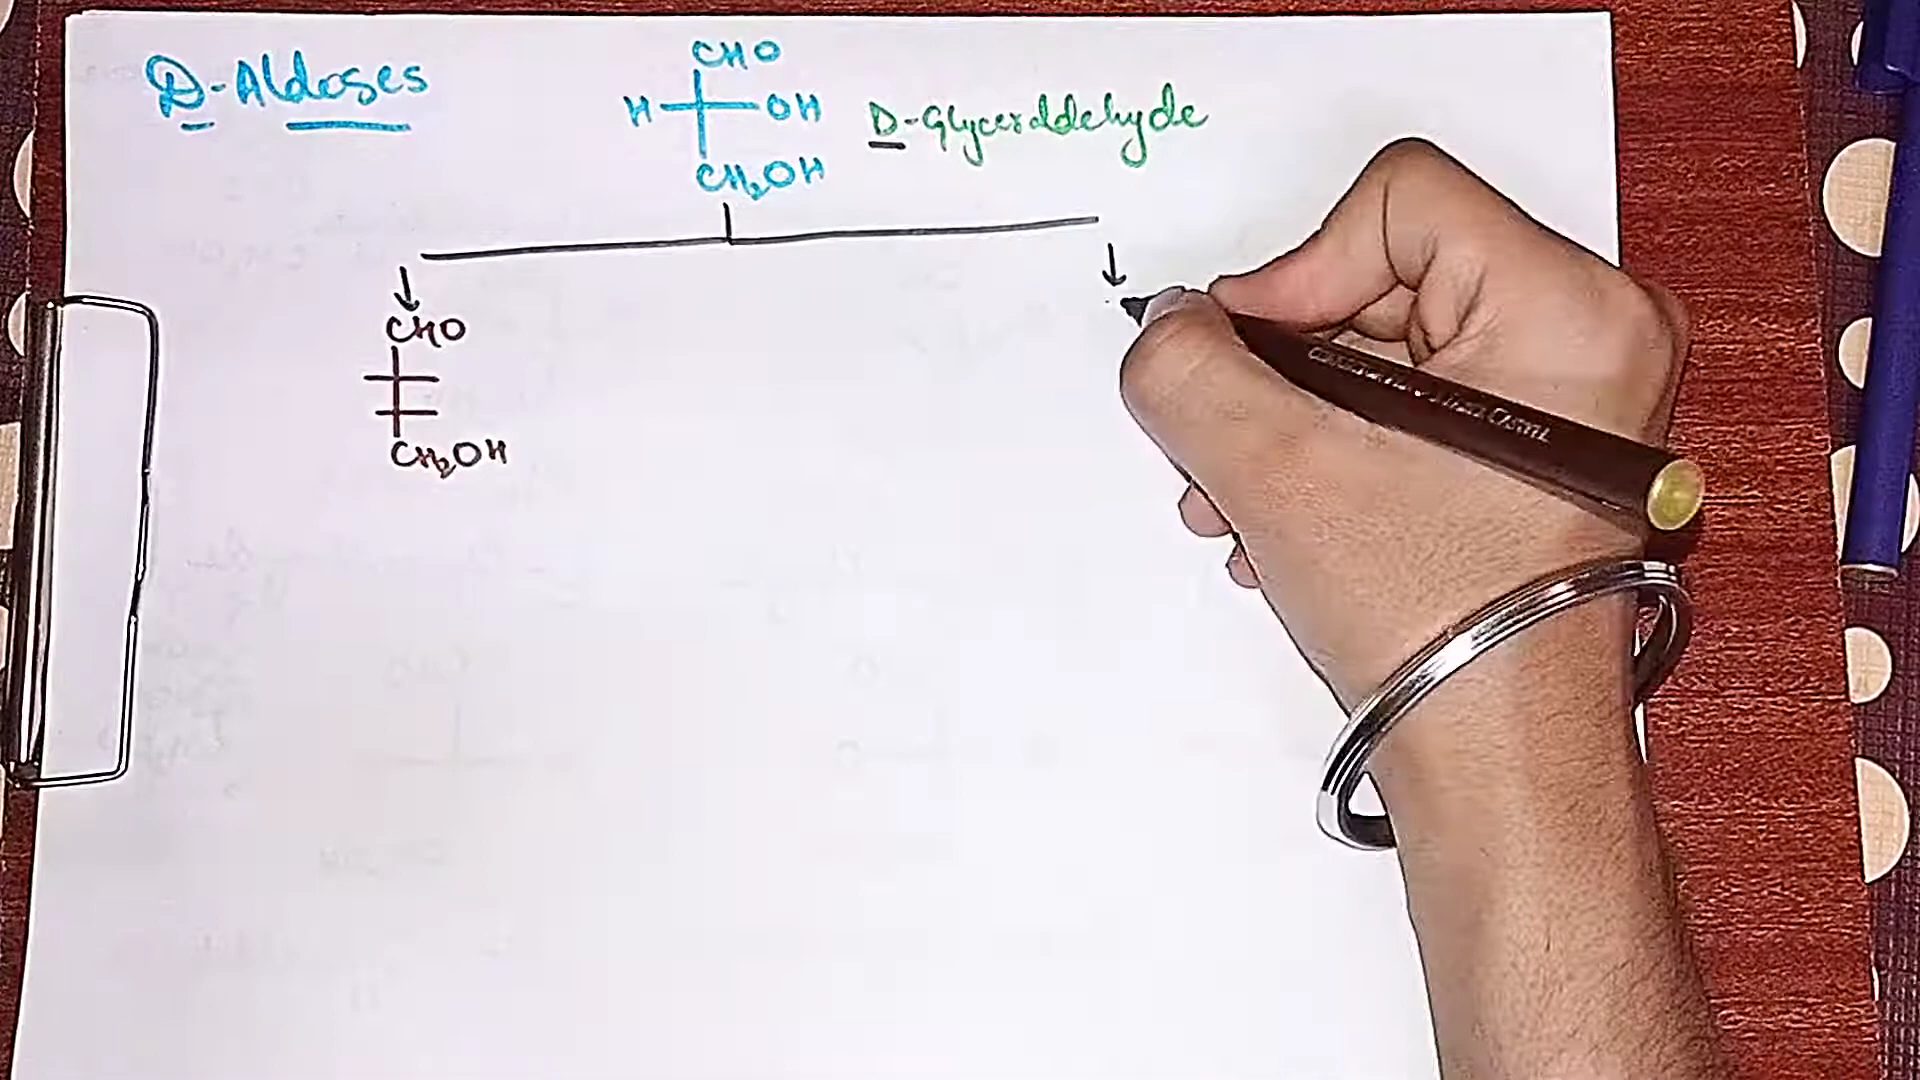 D-Aldoses
CHO
H OH
CH₂OH
D-Glyceraldehyde
CHO
CH₂OH